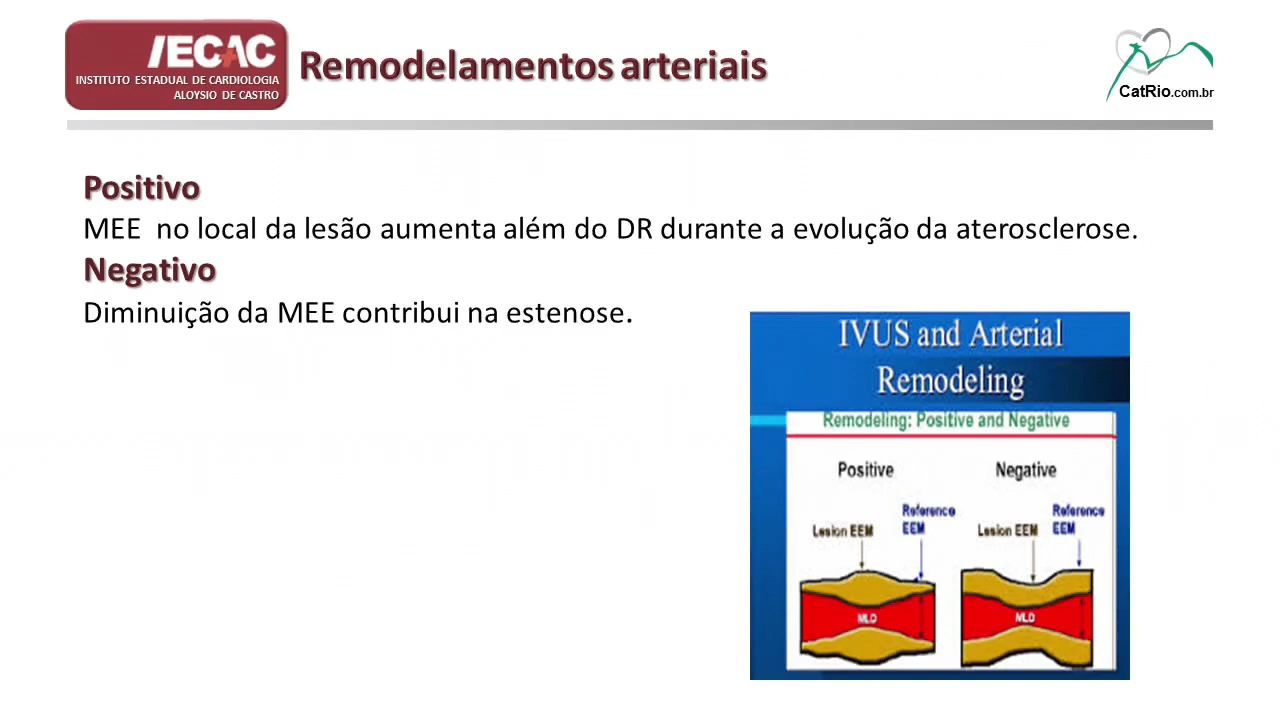 IECAC
INSTITUTO ESTADUAL DE CARDIOLOGIA
ALOYSIO DE CASTRO
Remodelamentos arteriais
CatRio.com.br
Positivo
MEE no local da lesão aumenta além do DR durante a evolução da aterosclerose.
Negativo
Diminuição da MEE contribui na estenose.
IVUS and Arterial
Remodeling
Remodeling: Positive and Negative
Positive
Negative
Lesion EEM
Reference
EEM
Lesion EEM
Reference
EEM
MLD
MLD